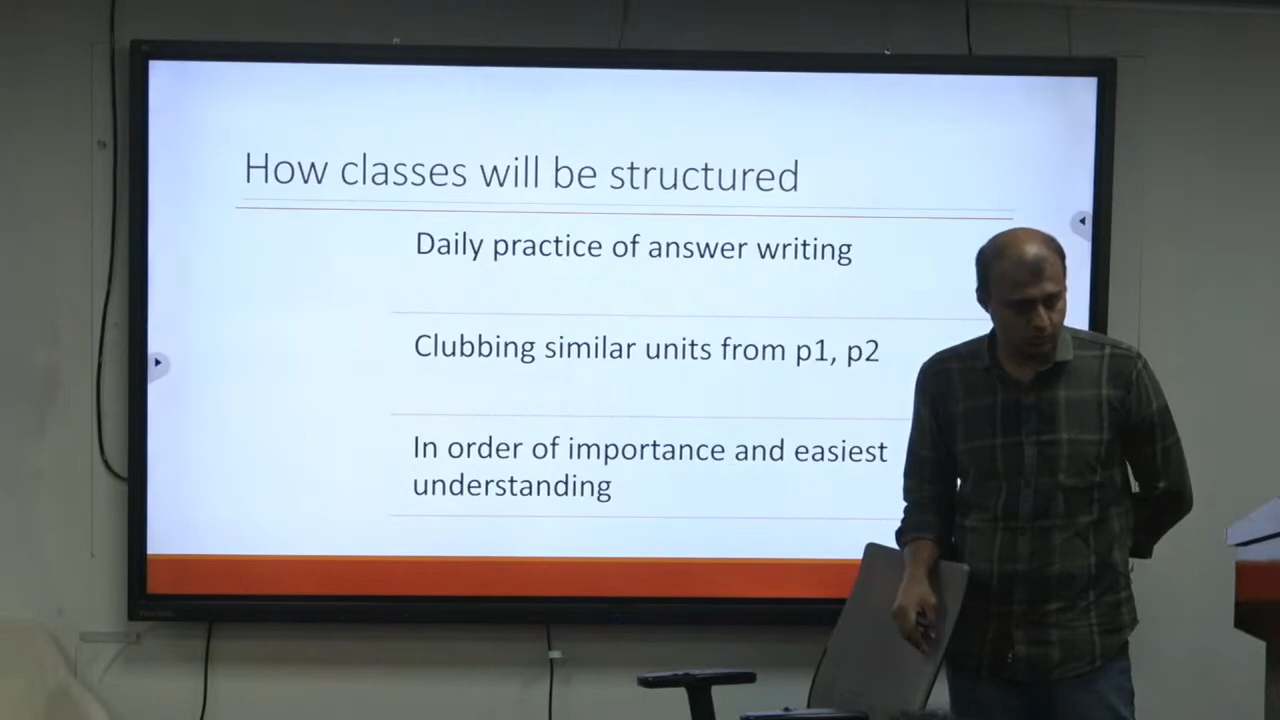 How classes will be structured
Daily practice of answer writing
Clubbing similar units from p1, p2
In order of importance and easiest
understanding